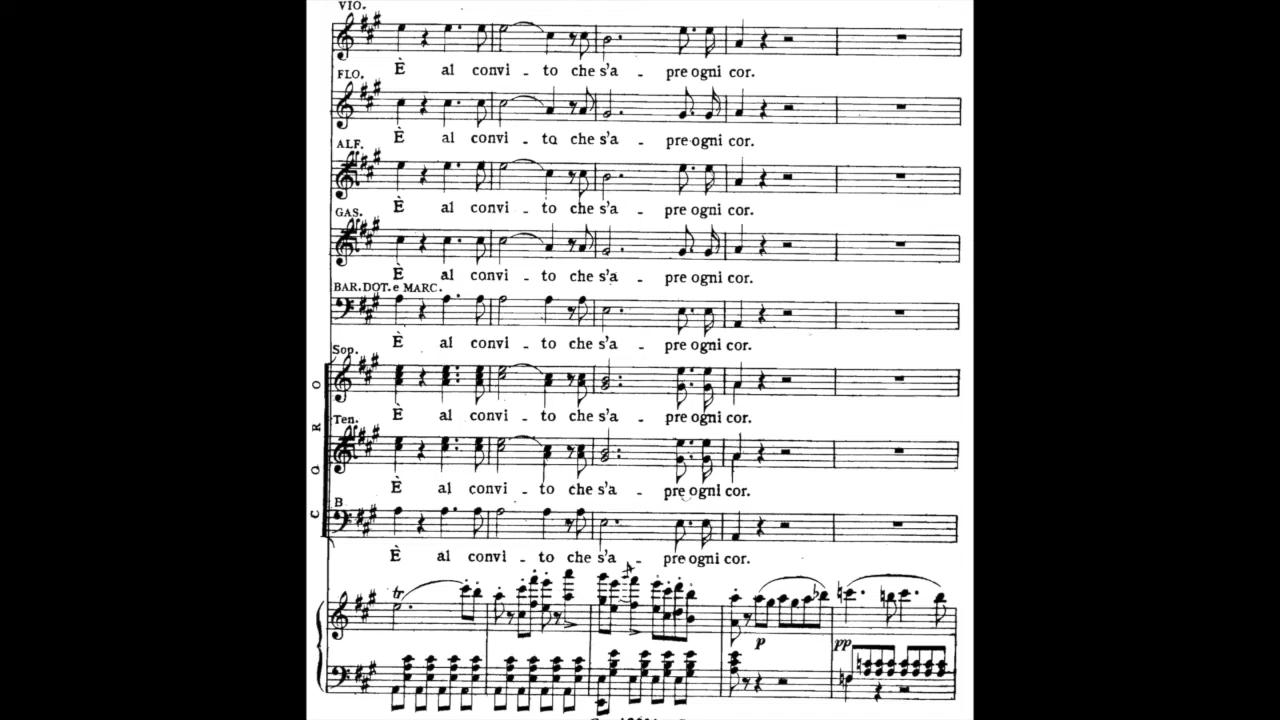 VIO.
È al convi - to che s'a - pre ogni cor.
FLO.
È al convi - to che s'a - pre ogni cor.
ALF.
È al convi - to che s'a - pre ogni cor.
GAS.
È al convi - to che s'a - pre ogni cor.
BAR. DOT. e MARC.
È al convi - to che s'a - pre ogni cor.
Sop.
È al convi - to che s'a - pre ogni cor.
Ten.
È al convi - to che s'a - pre ogni cor.
B
È al convi - to che s'a - pre ogni cor.
CORO
tr
p
pp